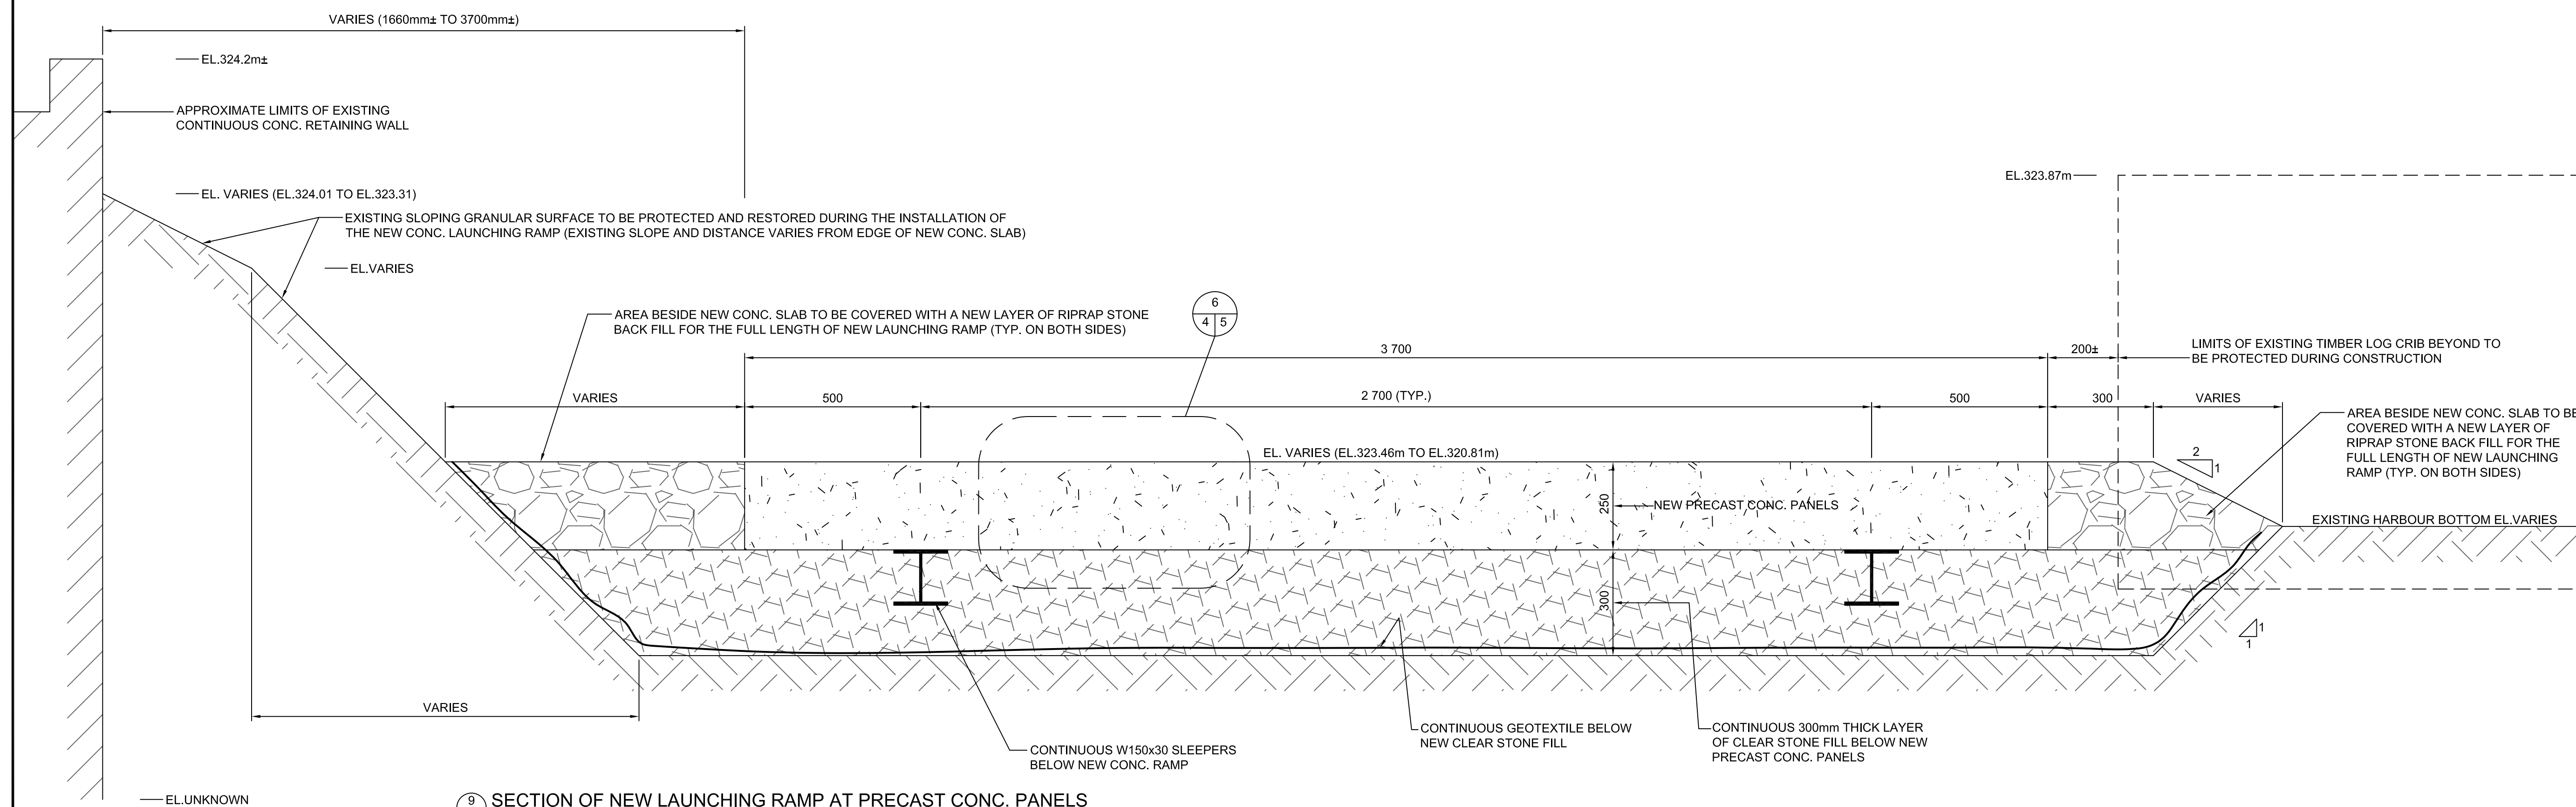 VARIES (1660mm± TO 3700mm±)
EL.324.2m±
APPROXIMATE LIMITS OF EXISTING
CONTINUOUS CONC. RETAINING WALL
EL.323.87m
EL. VARIES (EL.324.01 TO EL.323.31)
EXISTING SLOPING GRANULAR SURFACE TO BE PROTECTED AND RESTORED DURING THE INSTALLATION OF
THE NEW CONC. LAUNCHING RAMP (EXISTING SLOPE AND DISTANCE VARIES FROM EDGE OF NEW CONC. SLAB)
EL.VARIES
6
4 5
AREA BESIDE NEW CONC. SLAB TO BE COVERED WITH A NEW LAYER OF RIPRAP STONE
BACK FILL FOR THE FULL LENGTH OF NEW LAUNCHING RAMP (TYP. ON BOTH SIDES)
3 700
200±
LIMITS OF EXISTING TIMBER LOG CRIB BEYOND TO
BE PROTECTED DURING CONSTRUCTION
VARIES
500
2 700 (TYP.)
500
300
VARIES
AREA BESIDE NEW CONC. SLAB TO BE
COVERED WITH A NEW LAYER OF
RIPRAP STONE BACK FILL FOR THE
FULL LENGTH OF NEW LAUNCHING
RAMP (TYP. ON BOTH SIDES)
EL. VARIES (EL.323.46m TO EL.320.81m)
2
1
250
NEW PRECAST CONC. PANELS
EXISTING HARBOUR BOTTOM EL.VARIES
300
1
1
VARIES
CONTINUOUS W150x30 SLEEPERS
BELOW NEW CONC. RAMP
CONTINUOUS GEOTEXTILE BELOW
NEW CLEAR STONE FILL
CONTINUOUS 300mm THICK LAYER
OF CLEAR STONE FILL BELOW NEW
PRECAST CONC. PANELS
EL.UNKNOWN
9
SECTION OF NEW LAUNCHING RAMP AT PRECAST CONC. PANELS